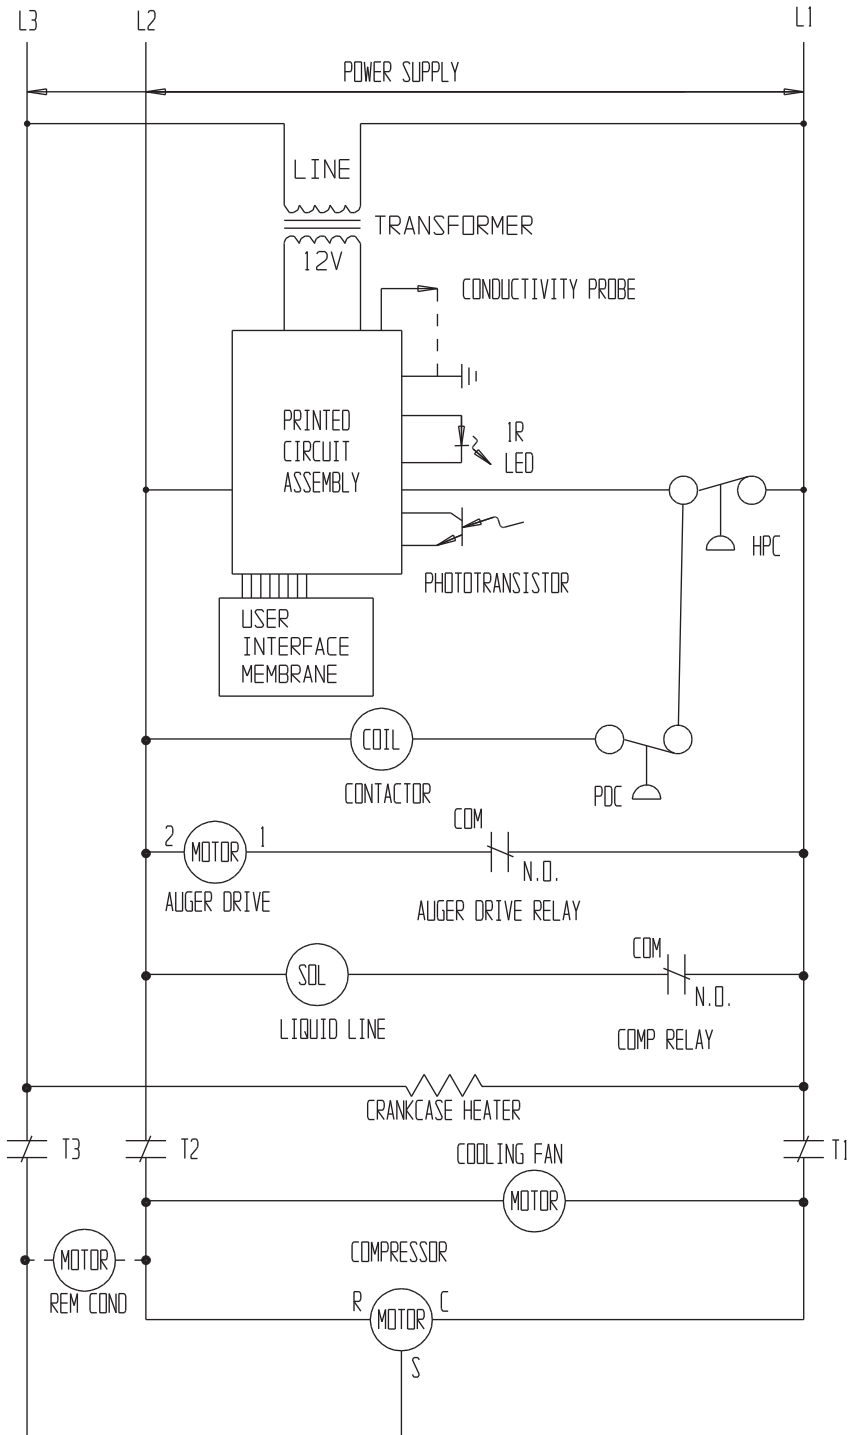 L3
L2
L1
POWER SUPPLY
LINE
TRANSFORMER
12V
CONDUCTIVITY PROBE
PRINTED
CIRCUIT
ASSEMBLY
1R
LED
HPC
PHOTOTRANSISTOR
USER
INTERFACE
MEMBRANE
COIL
CONTACTOR
PDC
COM
2
MOTOR
1
N.O.
AUGER DRIVE
AUGER DRIVE RELAY
COM
SOL
N.O.
LIQUID LINE
COMP RELAY
CRANKCASE HEATER
T3
T2
COOLING FAN
T1
MOTOR
MOTOR
COMPRESSOR
REM COND
R
MOTOR
C
S